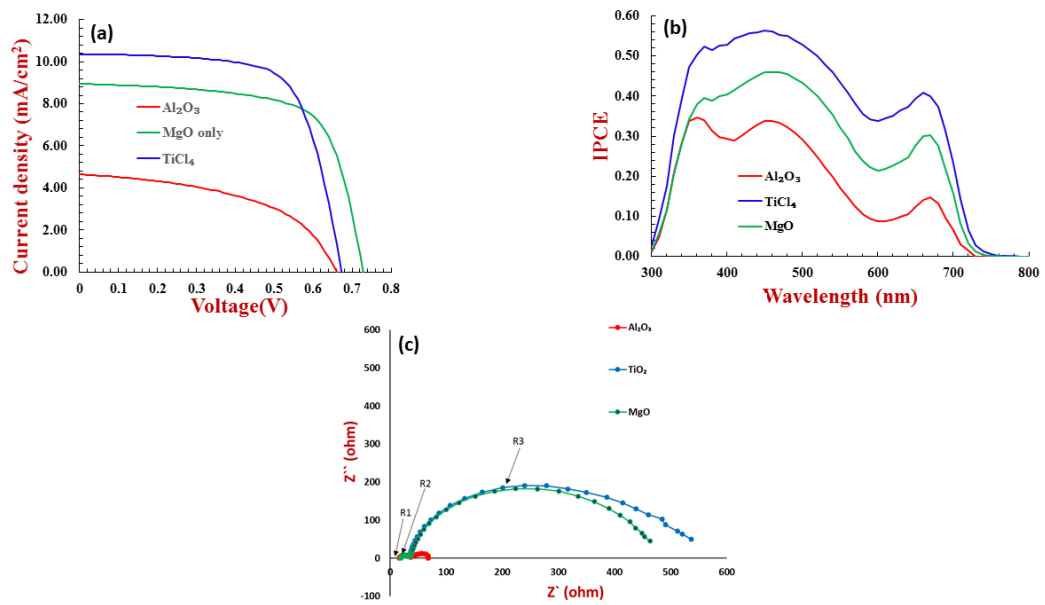 (a)
Current density (mA/cm²)
12.00
10.00
8.00
6.00
4.00
2.00
0.00
Al₂O₃
MgO only
TiCl₄
0 0.1 0.2 0.3 0.4 0.5 0.6 0.7 0.8
Voltage(V)
(b)
IPCE
0.60
0.50
0.40
0.30
0.20
0.10
0.00
Al₂O₃
TiCl₄
MgO
300 400 500 600 700 800
Wavelength (nm)
(c)
Z`` (ohm)
600
500
400
300
200
100
0
-100
Al₂O₃
TiO₂
MgO
R3
R2
R1
0 100 200 300 400 500 600
Z` (ohm)